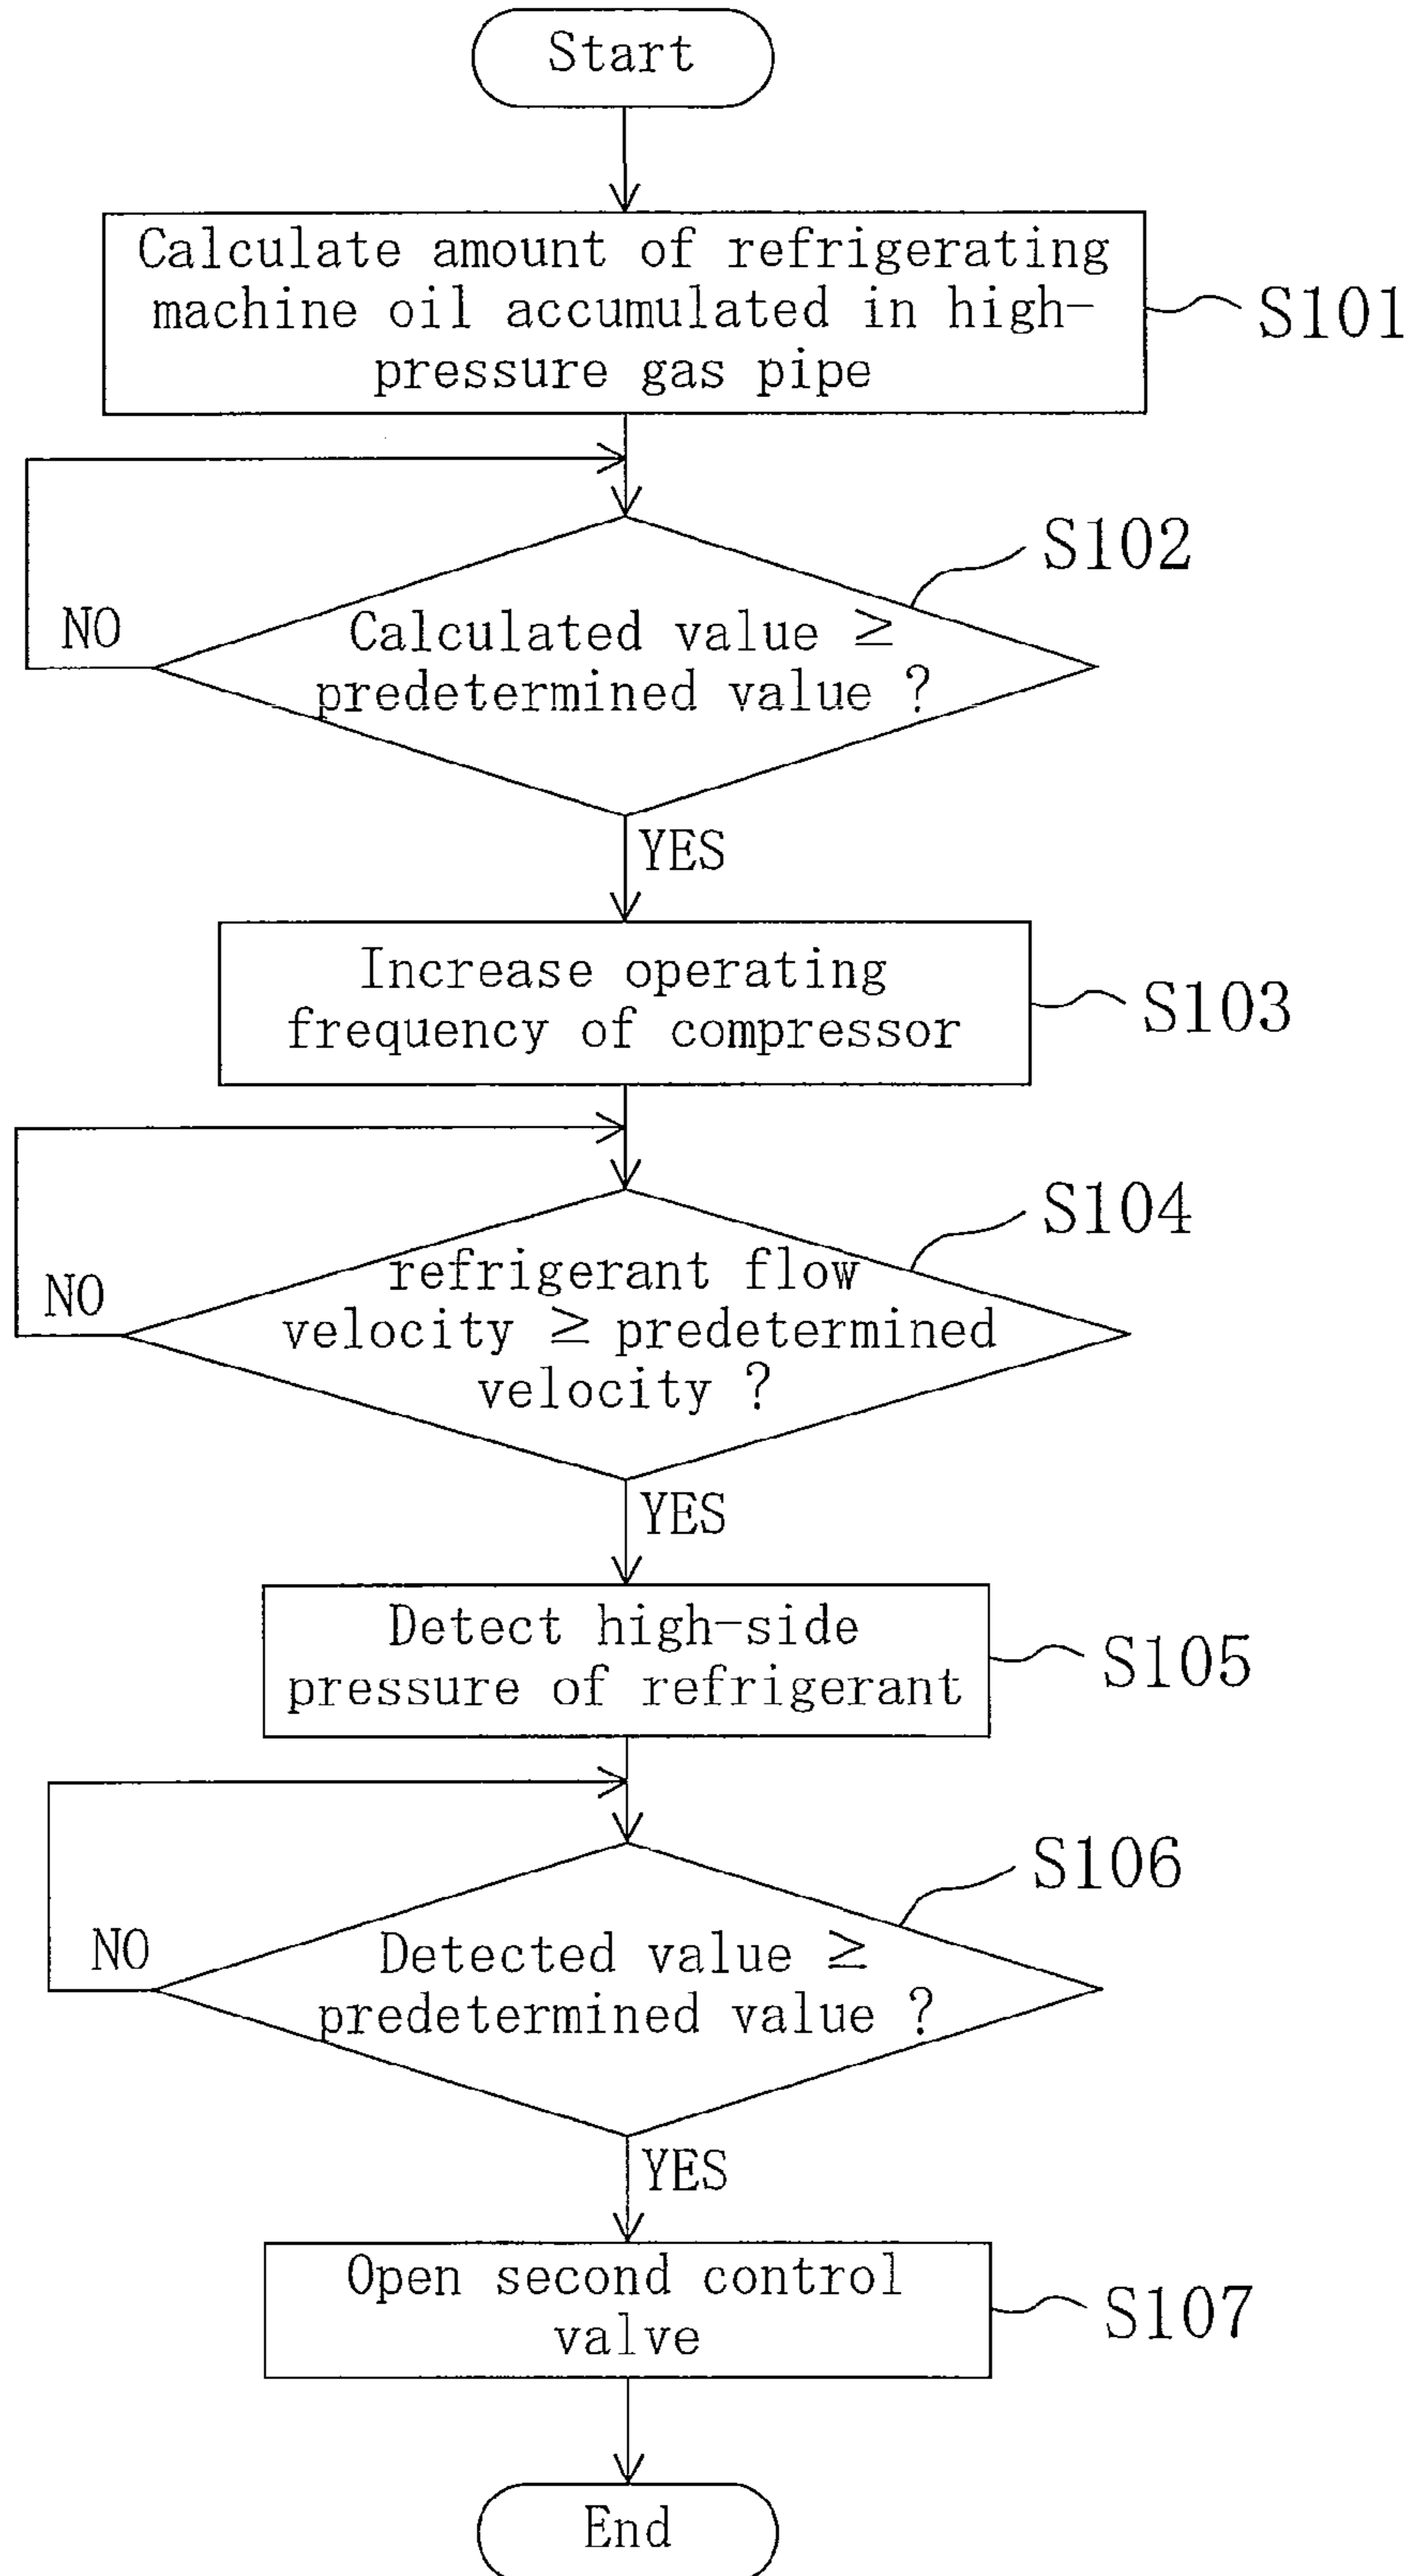 Start
Calculate amount of refrigerating
machine oil accumulated in high-
pressure gas pipe
S101
S102
NO
Calculated value ≧
predetermined value ?
YES
Increase operating
frequency of compressor
S103
S104
NO
refrigerant flow
velocity ≧ predetermined
velocity ?
YES
Detect high-side
pressure of refrigerant
S105
S106
NO
Detected value ≧
predetermined value ?
YES
Open second control
valve
S107
End